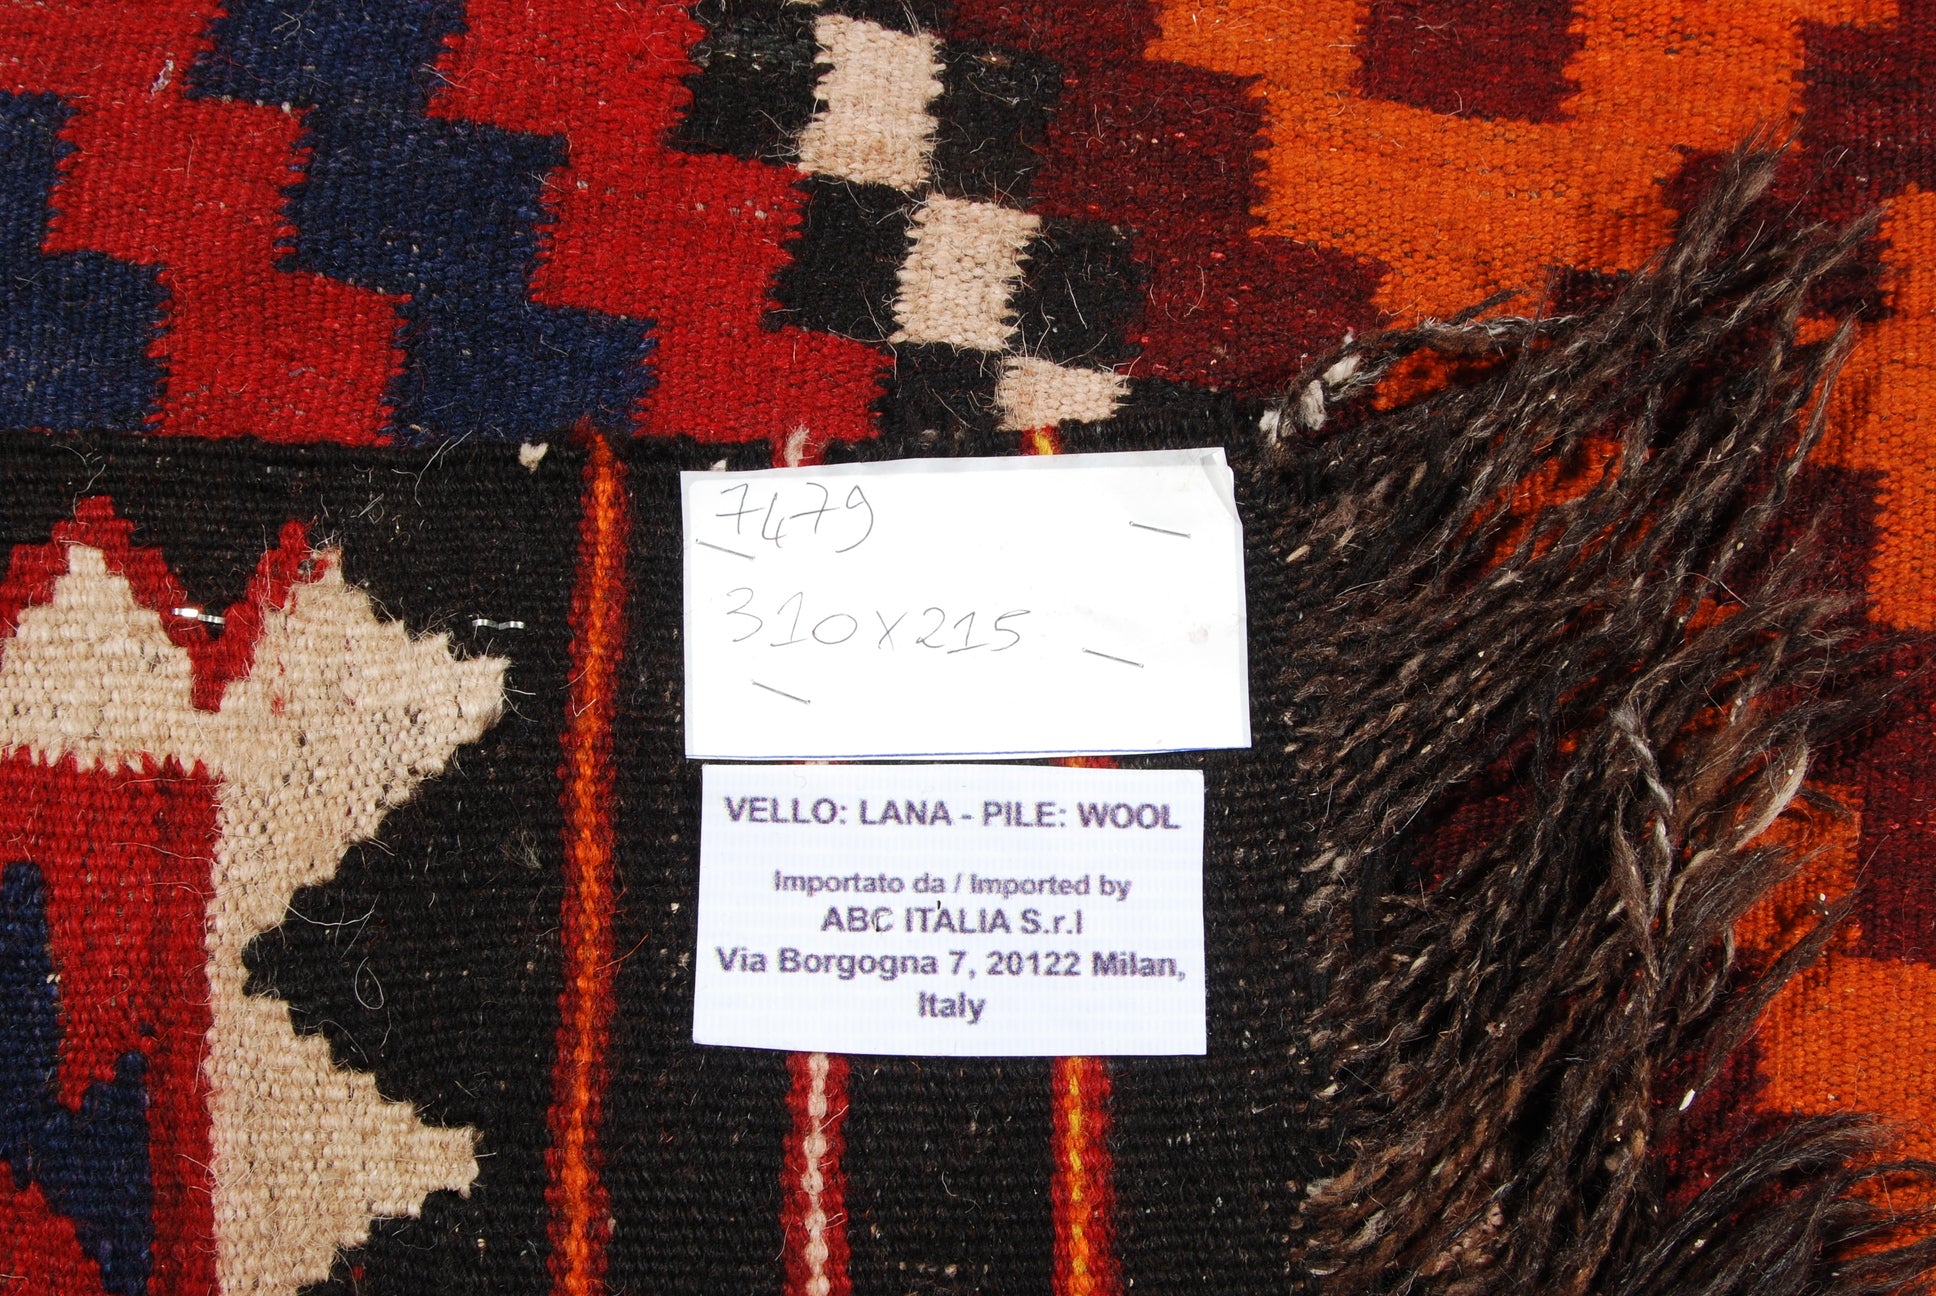 7479
310x215
VELLO: LANA - PILE: WOOL
Importato da / Imported by
ABC ITALIA S.r.l
Via Borgogna 7, 20122 Milan,
Italy